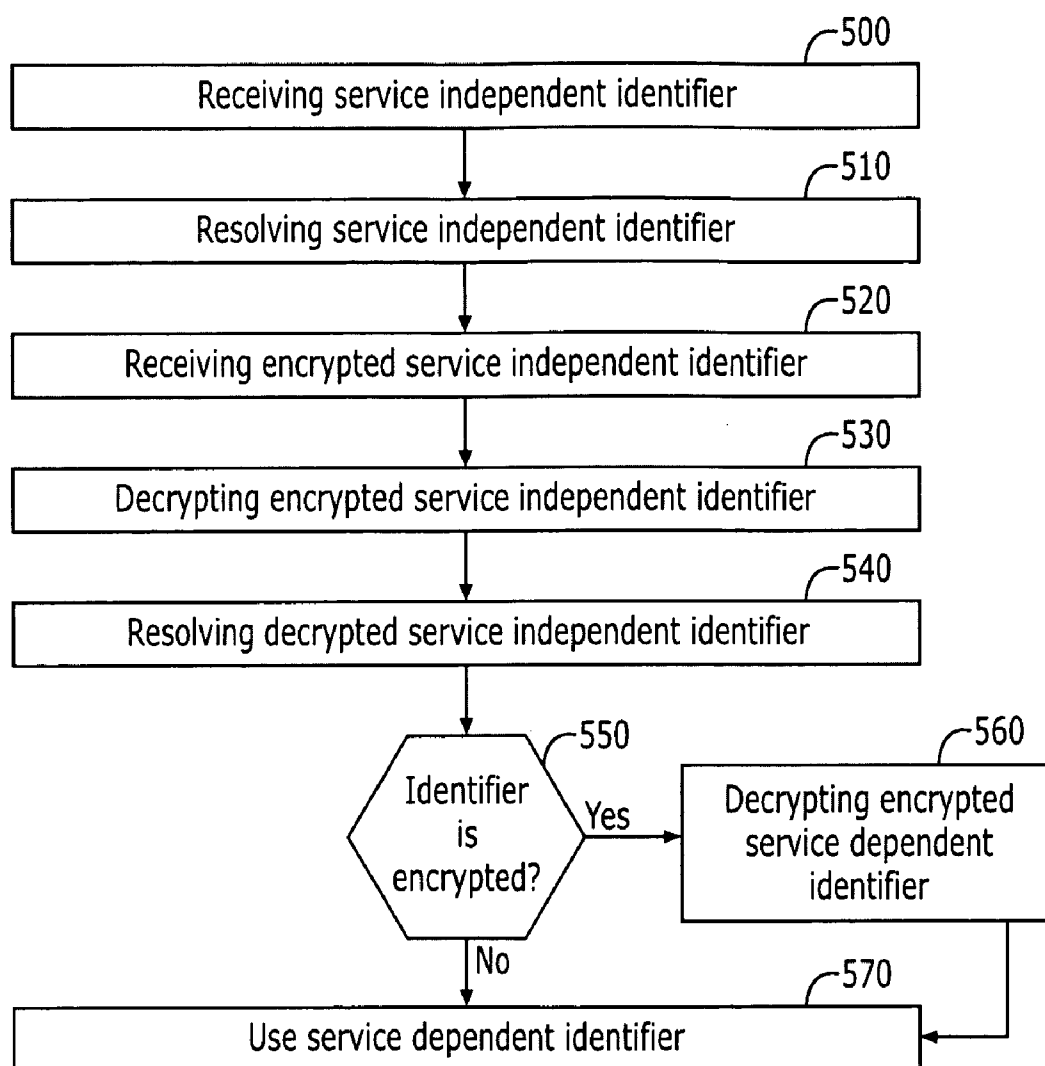 500
Receiving service independent identifier
510
Resolving service independent identifier
520
Receiving encrypted service independent identifier
530
Decrypting encrypted service independent identifier
540
Resolving decrypted service independent identifier
550
Identifier
is
encrypted?
Yes
560
Decrypting encrypted
service dependent
identifier
No
570
Use service dependent identifier